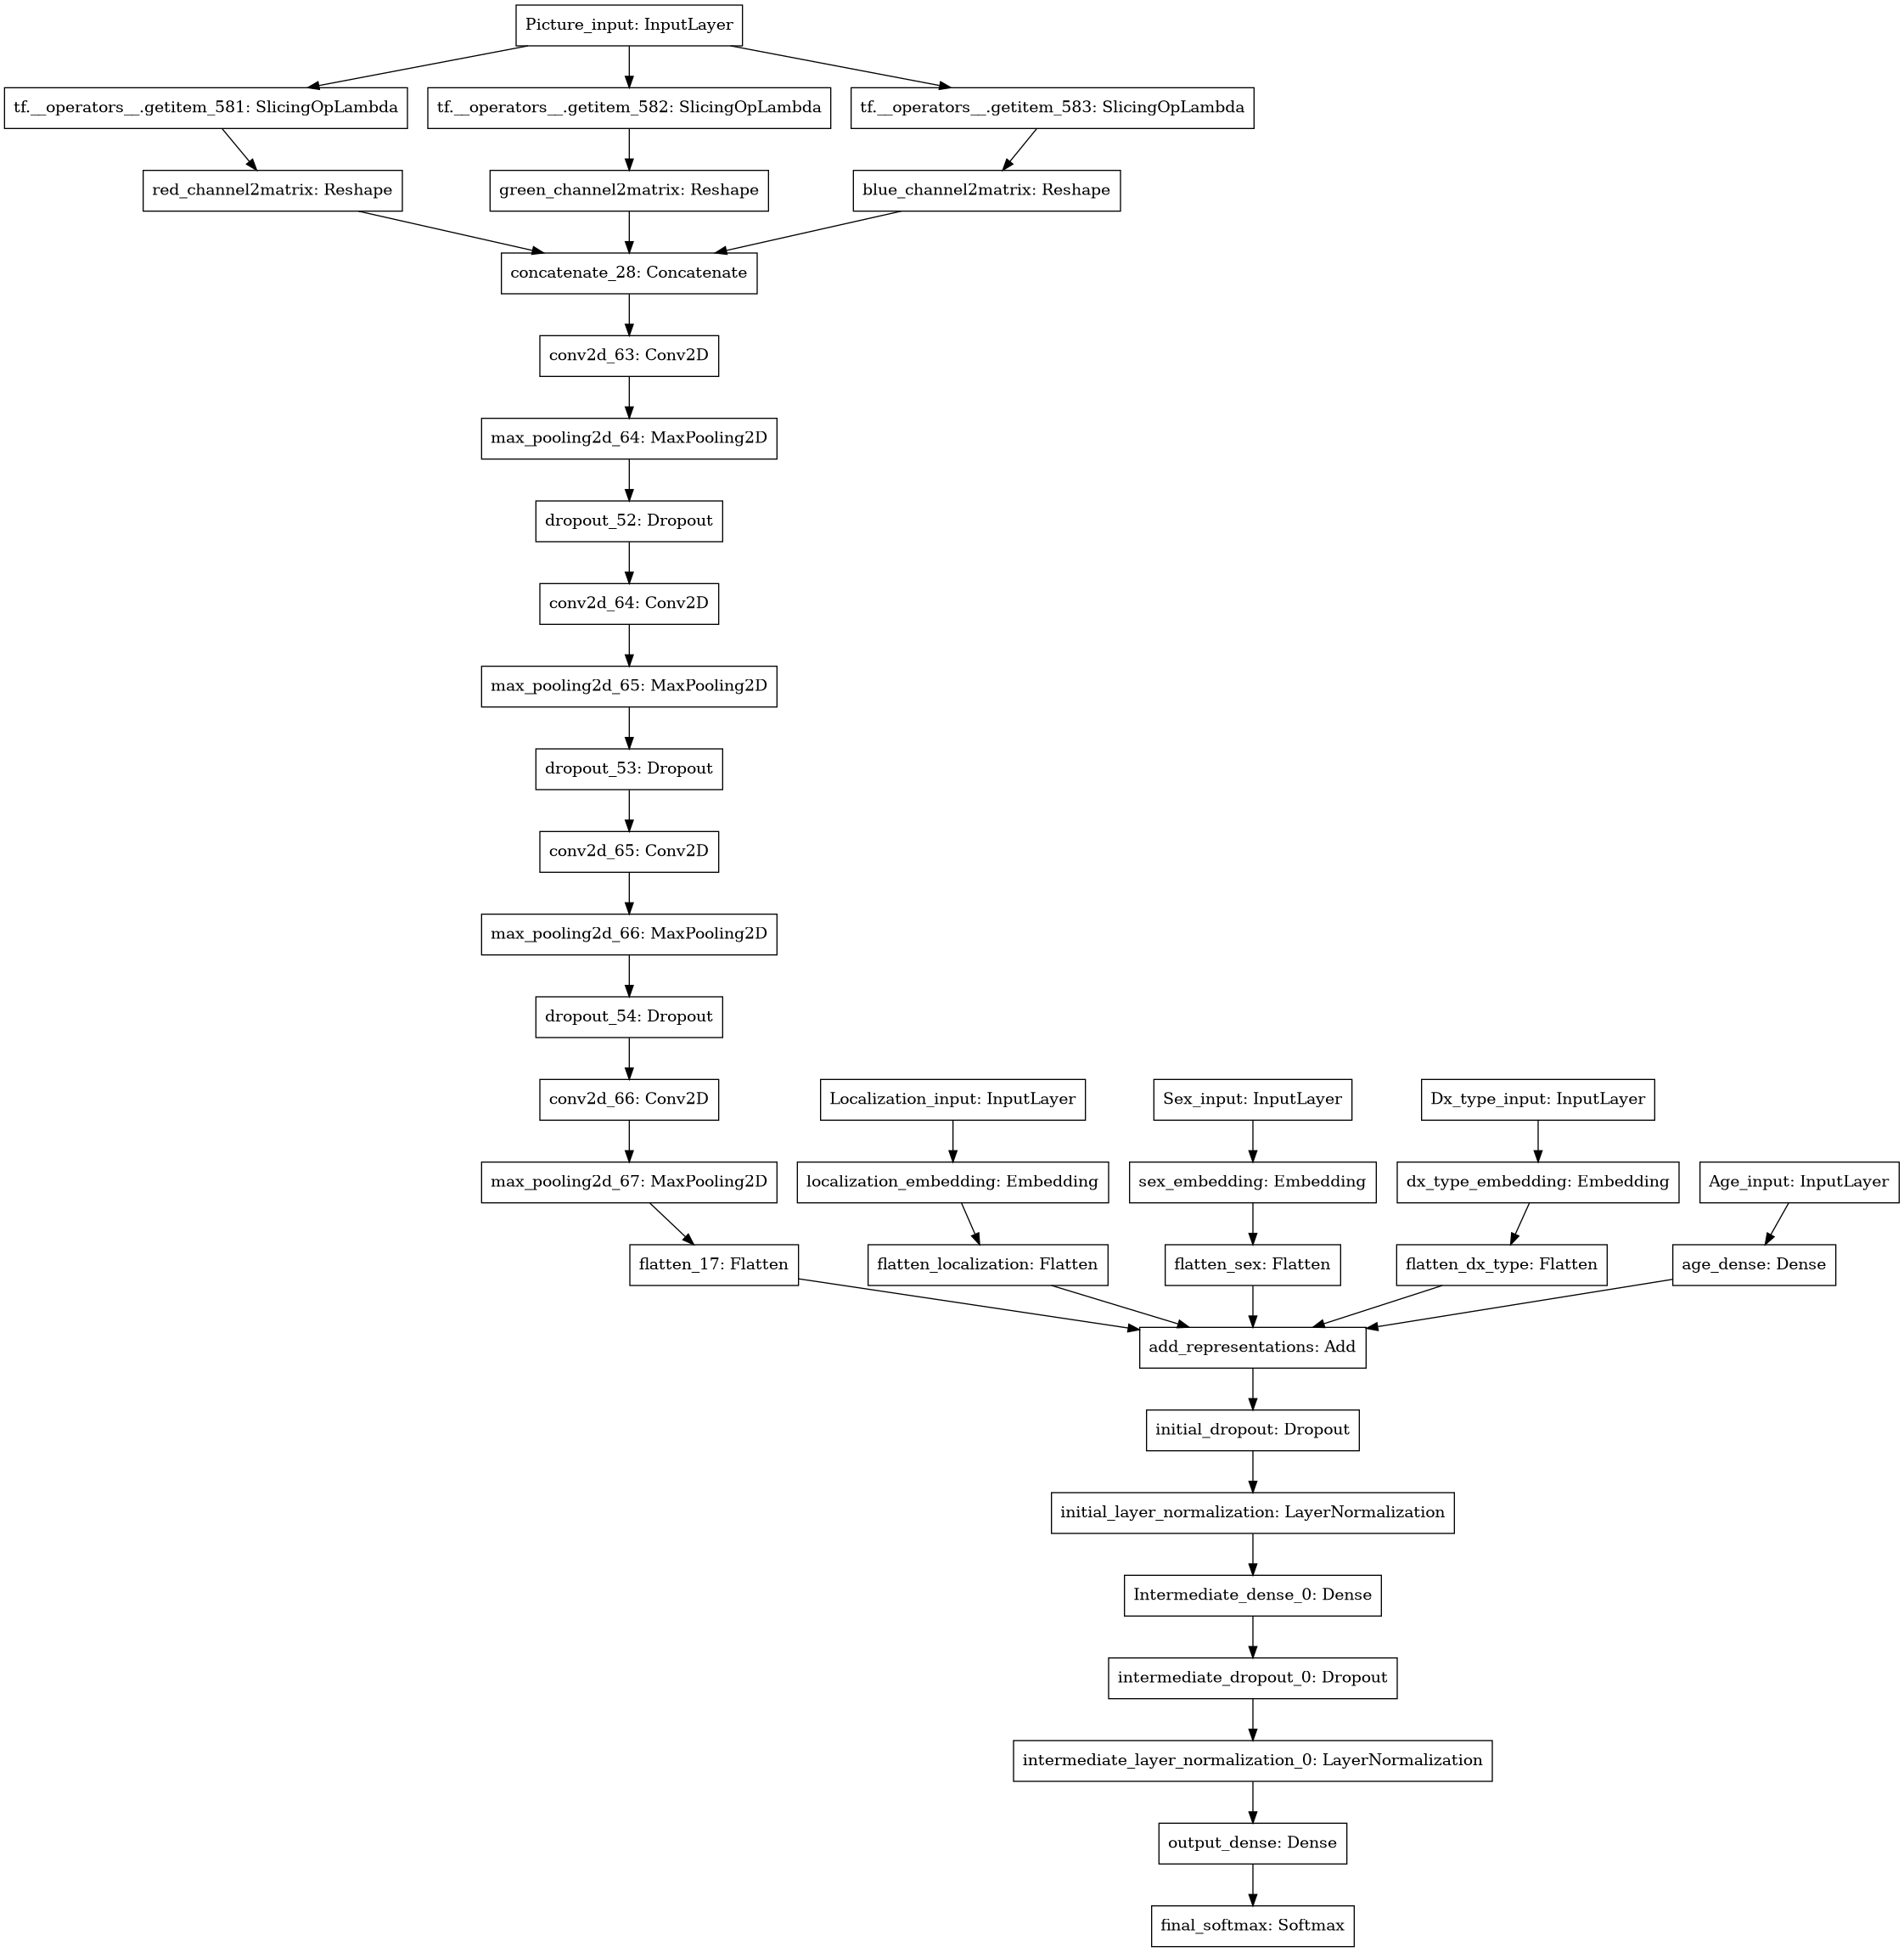 Picture_input: InputLayer
tf.__operators__.getitem_581: SlicingOpLambda
tf.__operators__.getitem_582: SlicingOpLambda
tf.__operators__.getitem_583: SlicingOpLambda
red_channel2matrix: Reshape
green_channel2matrix: Reshape
blue_channel2matrix: Reshape
concatenate_28: Concatenate
conv2d_63: Conv2D
max_pooling2d_64: MaxPooling2D
dropout_52: Dropout
conv2d_64: Conv2D
max_pooling2d_65: MaxPooling2D
dropout_53: Dropout
conv2d_65: Conv2D
max_pooling2d_66: MaxPooling2D
dropout_54: Dropout
conv2d_66: Conv2D
Localization_input: InputLayer
Sex_input: InputLayer
Dx_type_input: InputLayer
max_pooling2d_67: MaxPooling2D
localization_embedding: Embedding
sex_embedding: Embedding
dx_type_embedding: Embedding
Age_input: InputLayer
flatten_17: Flatten
flatten_localization: Flatten
flatten_sex: Flatten
flatten_dx_type: Flatten
age_dense: Dense
add_representations: Add
initial_dropout: Dropout
initial_layer_normalization: LayerNormalization
Intermediate_dense_0: Dense
intermediate_dropout_0: Dropout
intermediate_layer_normalization_0: LayerNormalization
output_dense: Dense
final_softmax: Softmax